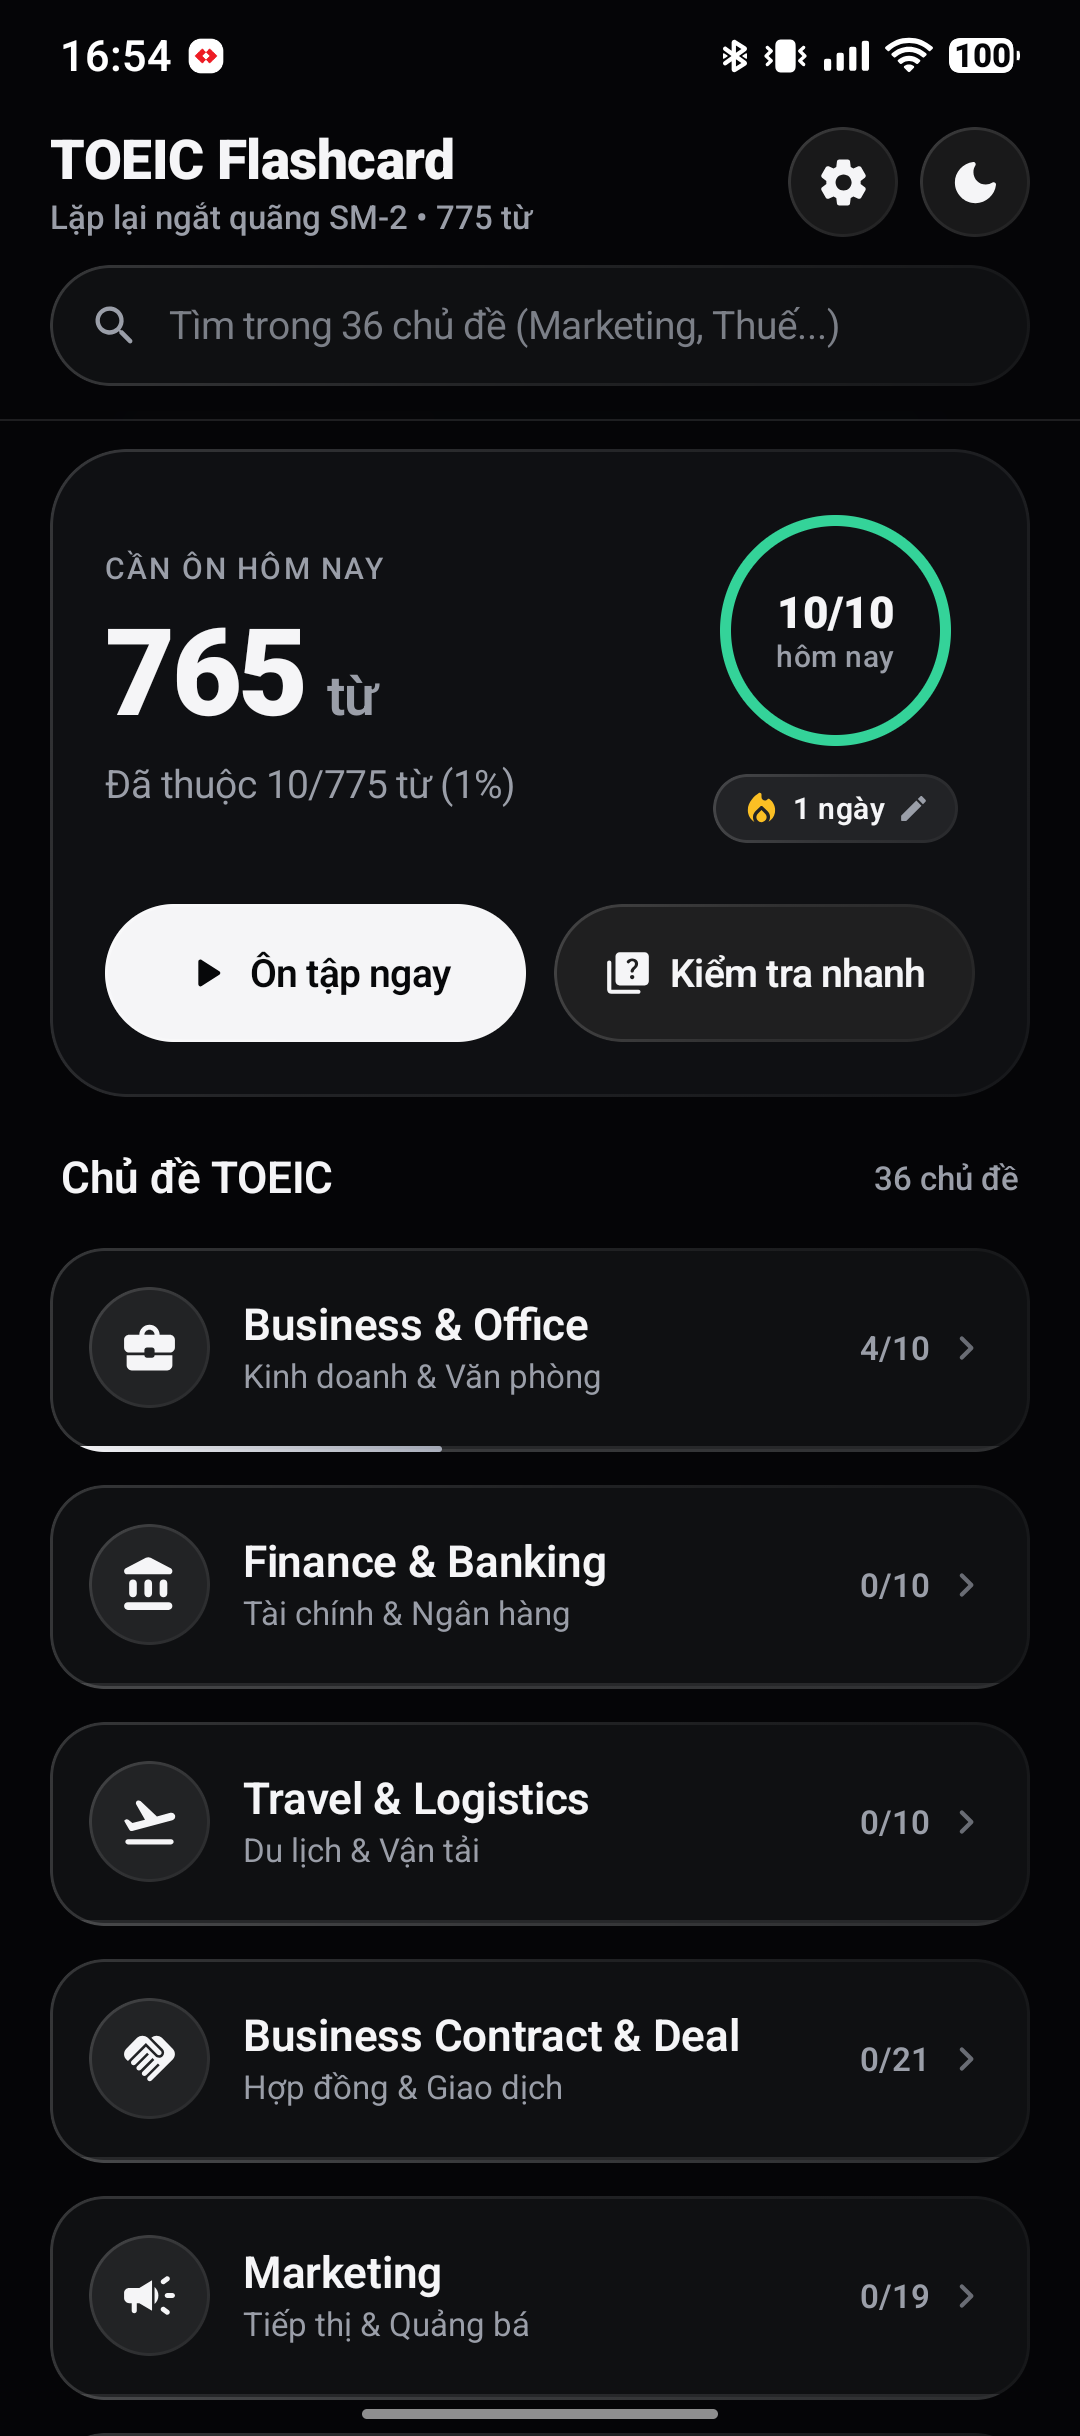 16:54
100
TOEIC Flashcard
Lặp lại ngắt quãng SM-2 • 775 từ
Tìm trong 36 chủ đề (Marketing, Thuế...)
CẦN ÔN HÔM NAY
765 từ
Đã thuộc 10/775 từ (1%)
10/10
hôm nay
1 ngày
Ôn tập ngay
Kiểm tra nhanh
Chủ đề TOEIC
36 chủ đề
Business & Office
Kinh doanh & Văn phòng
4/10
Finance & Banking
Tài chính & Ngân hàng
0/10
Travel & Logistics
Du lịch & Vận tải
0/10
Business Contract & Deal
Hợp đồng & Giao dịch
0/21
Marketing
Tiếp thị & Quảng bá
0/19